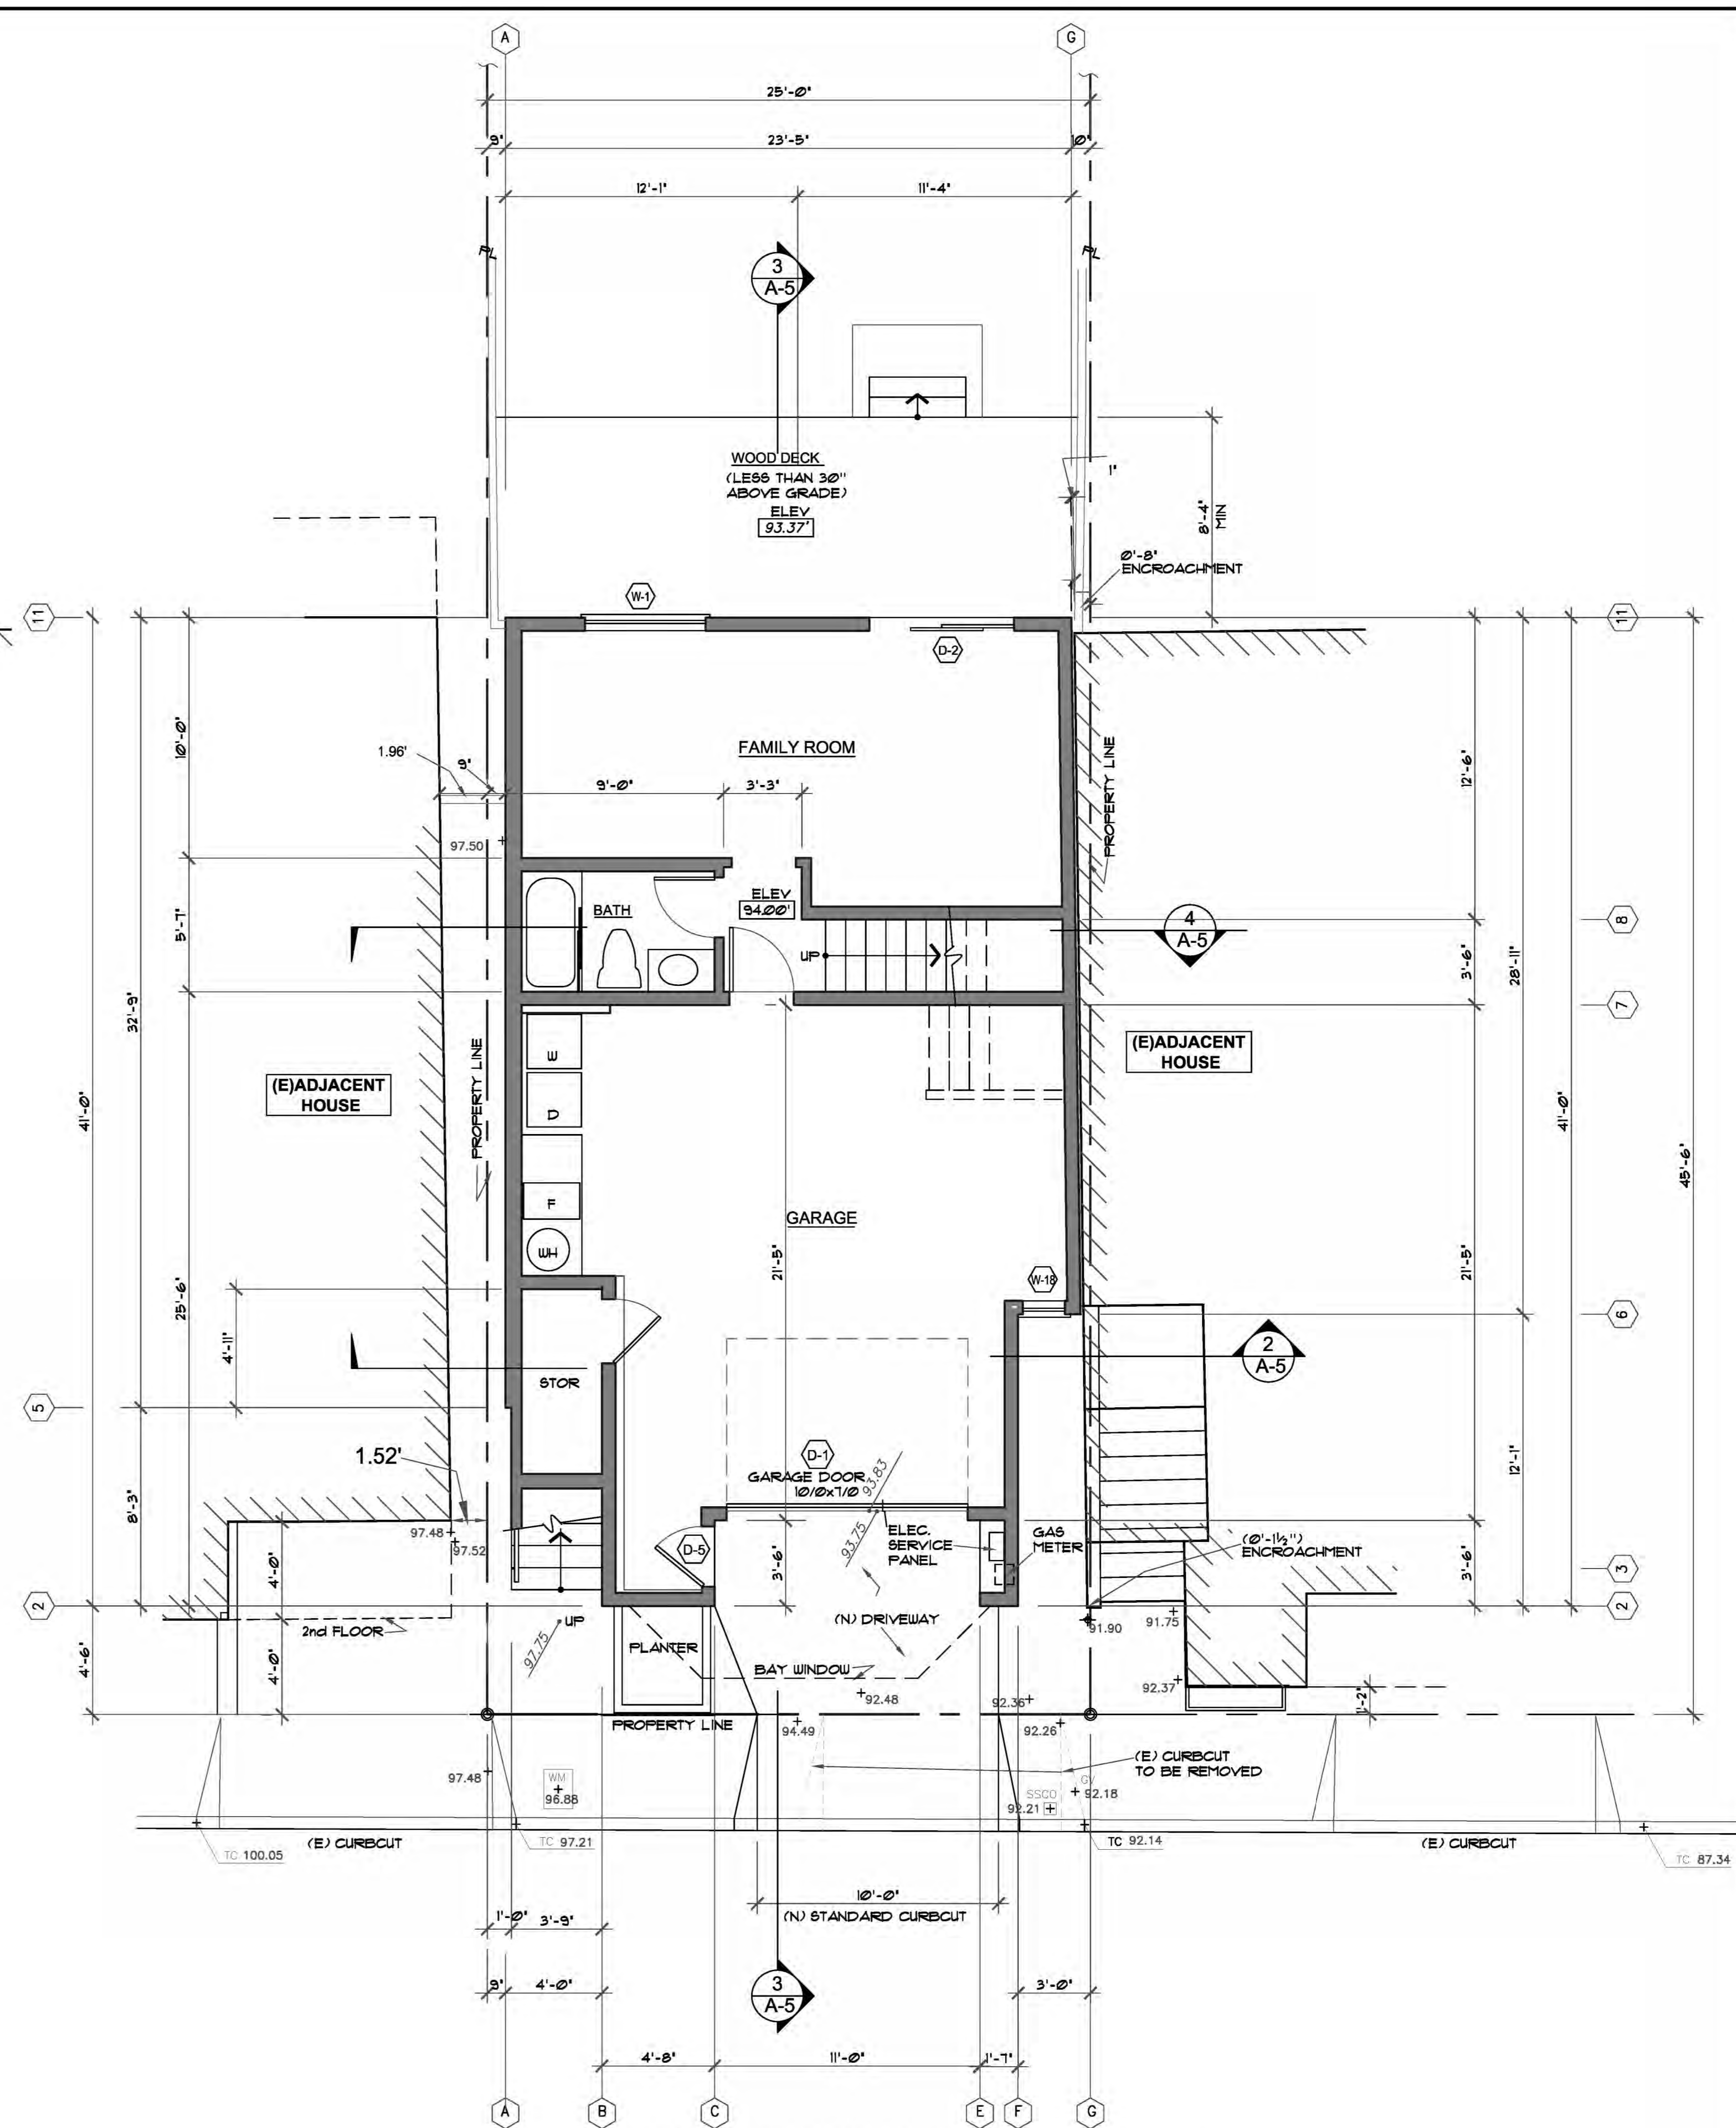 A
G
25'-0"
9"
23'-5"
10"
12'-1"
11'-4"
PL
PL
3
A-5
WOOD DECK
(LESS THAN 30"
ABOVE GRADE)
ELEV
93.37'
1"
8'-4"
MIN
0'-8"
ENCROACHMENT
11
W-1
D-2
11
10'-0"
1.96'
9"
FAMILY ROOM
9'-0"
3'-3"
PROPERTY LINE
12'-6"
97.50
5'-7"
BATH
ELEV
94.00'
UP
4
A-5
8
3'-6"
28'-11"
7
32'-9"
41'-0"
(E)ADJACENT
HOUSE
PROPERTY LINE
W
D
F
WH
(E)ADJACENT
HOUSE
41'-0"
45'-6"
GARAGE
21'-5"
21'-5"
25'-6"
4'-11"
W-18
6
2
A-5
STOR
5
1.52'
D-1
GARAGE DOOR
10/0x7/0
93.83
93.75
12'-1"
8'-3"
97.48
97.52
4'-0"
D-5
3'-6"
ELEC.
SERVICE
PANEL
GAS
METER
(0'-1½")
ENCROACHMENT
3'-6"
3
2
2
2nd FLOOR
UP
97.75
PLANTER
(N) DRIVEWAY
91.90
91.75
4'-6"
4'-0"
BAY WINDOW
92.48
92.36
92.37
1'-2"
PROPERTY LINE
94.49
92.26
(E) CURBCUT
TO BE REMOVED
97.48
WM
96.88
GV
92.18
SSCO
92.21
(E) CURBCUT
TC 97.21
TC 92.14
(E) CURBCUT
TC 100.05
TC 87.34
10'-0"
(N) STANDARD CURBCUT
1'-0"
3'-9"
9"
4'-0"
3
A-5
3'-0"
4'-8"
11'-0"
1'-7"
A
B
C
E
F
G